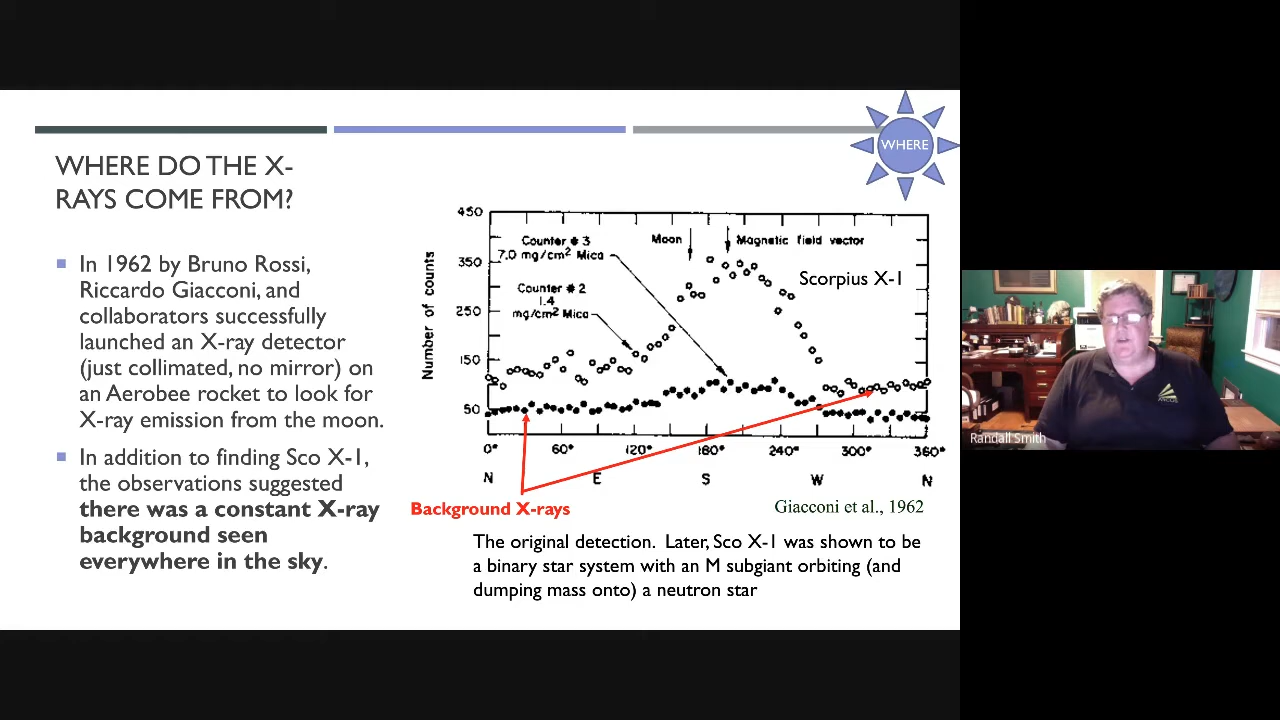 WHERE
WHERE DO THE X-
RAYS COME FROM?
In 1962 by Bruno Rossi,
Riccardo Giacconi, and
collaborators successfully
launched an X-ray detector
(just collimated, no mirror) on
an Aerobee rocket to look for
X-ray emission from the moon.
In addition to finding Sco X-1,
the observations suggested
there was a constant X-ray
background seen
everywhere in the sky.
450
350
250
150
50
Number of counts
Counter #3
7.0 mg/cm² Mica
Counter #2
1.4
mg/cm² Mica
Moon
Magnetic field vector
Scorpius X-1
0° 60° 120° 180° 240° 300° 360°
N E S W N
Background X-rays
Giacconi et al., 1962
The original detection. Later, Sco X-1 was shown to be
a binary star system with an M subgiant orbiting (and
dumping mass onto) a neutron star
Randall Smith